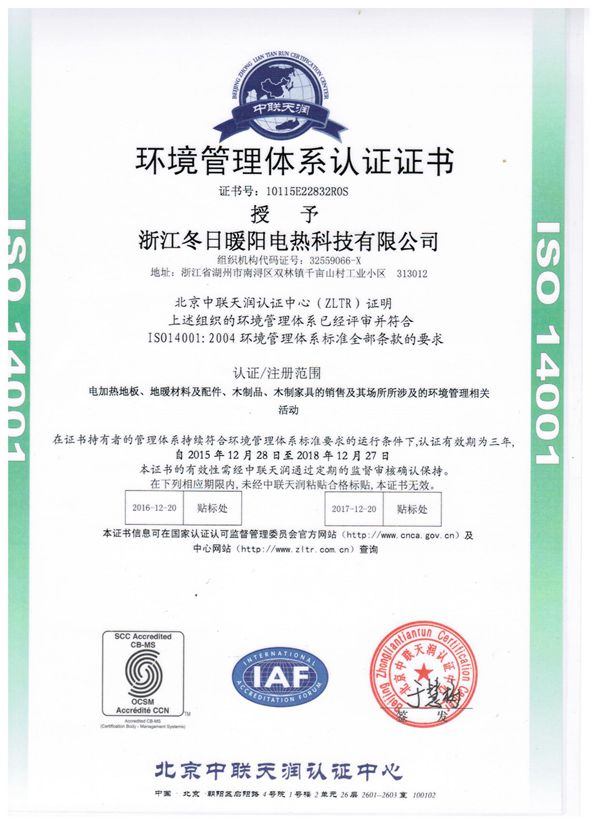 BEIJING ZHONG LIAN TIAN RUN CERTIFICATION CENTER
中联天润
环境管理体系认证证书
证书号：10115E22832R0S
授 予
浙江冬日暖阳电热科技有限公司
组织机构代码证号：32559066-X
地址：浙江省湖州市南浔区双林镇千亩山村工业小区 313012
北京中联天润认证中心（ZLTR）证明
上述组织的环境管理体系已经评审并符合
ISO14001:2004 环境管理体系标准全部条款的要求
认证/注册范围
电加热地板、地暖材料及配件、木制品、木制家具的销售及其场所所涉及的环境管理相关
活动
在证书持有者的管理体系持续符合环境管理体系标准要求的运行条件下,认证有效期为三年,
自 2015 年 12 月 28 日至 2018 年 12 月 27 日
本证书的有效性需经中联天润通过定期的监督审核确认保持。
在下列相应期限内,未经中联天润粘贴合格标贴,本证书无效。
2016-12-20 贴标处 2017-12-20 贴标处
本证书信息可在国家认证认可监督管理委员会官方网站（http://www.cnca.gov.cn）及
中心网站（http://www.zltr.com.cn）查询
ISO 14001
ISO 14001
SCC Accredited
CB-MS
OCSM
Accrédité CCN
TM
Accredited CB-MS
(Certification Body - Management Systems)
INTERNATIONAL
IAF
ACCREDITATION FORUM
Beijing Zhongliantianrun Certification Center
北京中联天润认证中心
签 发
北京中联天润认证中心
中国·北京·朝阳区启明路4号院1号楼2单元26层2601-2603室 100102